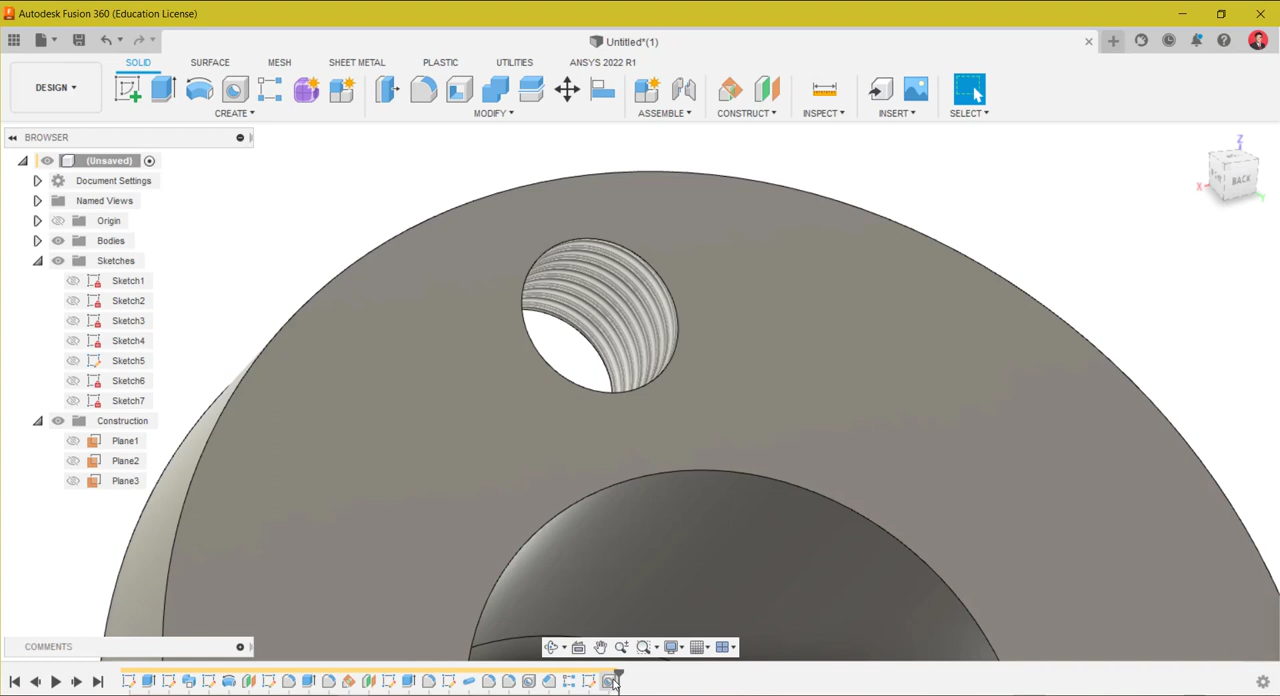 Autodesk Fusion 360 (Education License)
Untitled*(1)
DESIGN
SOLID SURFACE MESH SHEET METAL PLASTIC UTILITIES ANSYS 2022 R1
CREATE MODIFY ASSEMBLE CONSTRUCT INSPECT INSERT SELECT
BROWSER
(Unsaved)
Document Settings
Named Views
Origin
Bodies
Sketches
Sketch1
Sketch2
Sketch3
Sketch4
Sketch5
Sketch6
Sketch7
Construction
Plane1
Plane2
Plane3
Z
BACK
X
Y
COMMENTS